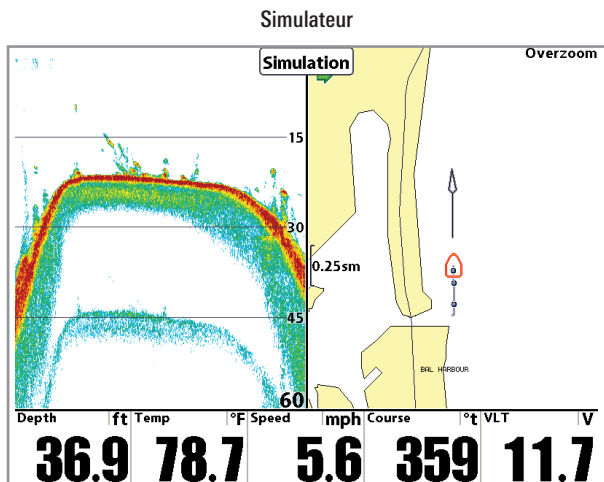 Simulateur
Simulation
Overzoom
15
30
0.25sm
45
BAL HARBOUR
60
Depth ft Temp °F Speed mph Course °t VLT V
36.9 78.7 5.6 359 11.7